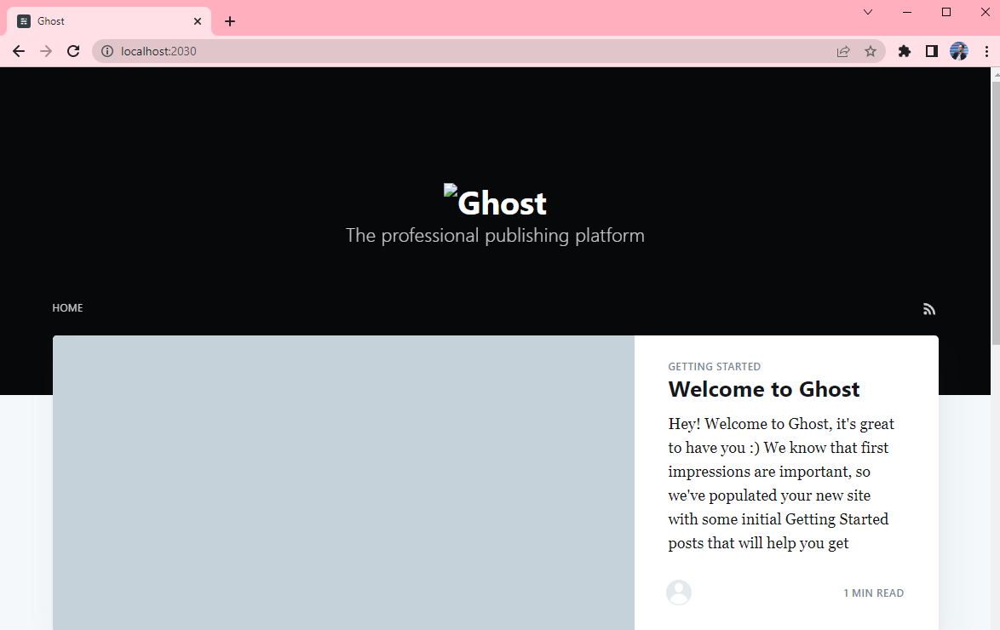 Ghost
localhost:2030
Ghost
The professional publishing platform
HOME
GETTING STARTED
Welcome to Ghost
Hey! Welcome to Ghost, it's great
to have you :) We know that first
impressions are important, so
we've populated your new site
with some initial Getting Started
posts that will help you get
1 MIN READ